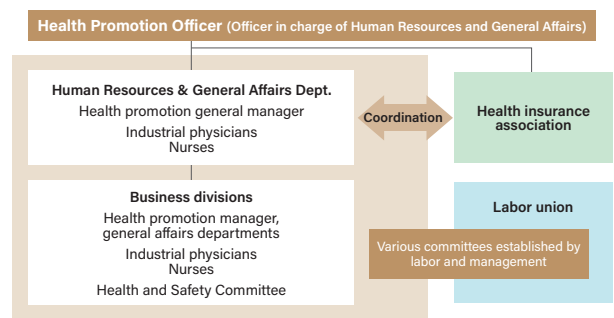 Health Promotion Officer (Officer in charge of Human Resources and General Affairs)
Human Resources & General Affairs Dept.
Health promotion general manager
Industrial physicians
Nurses
Coordination
Health insurance
association
Business divisions
Health promotion manager,
general affairs departments
Industrial physicians
Nurses
Health and Safety Committee
Labor union
Various committees established by
labor and management